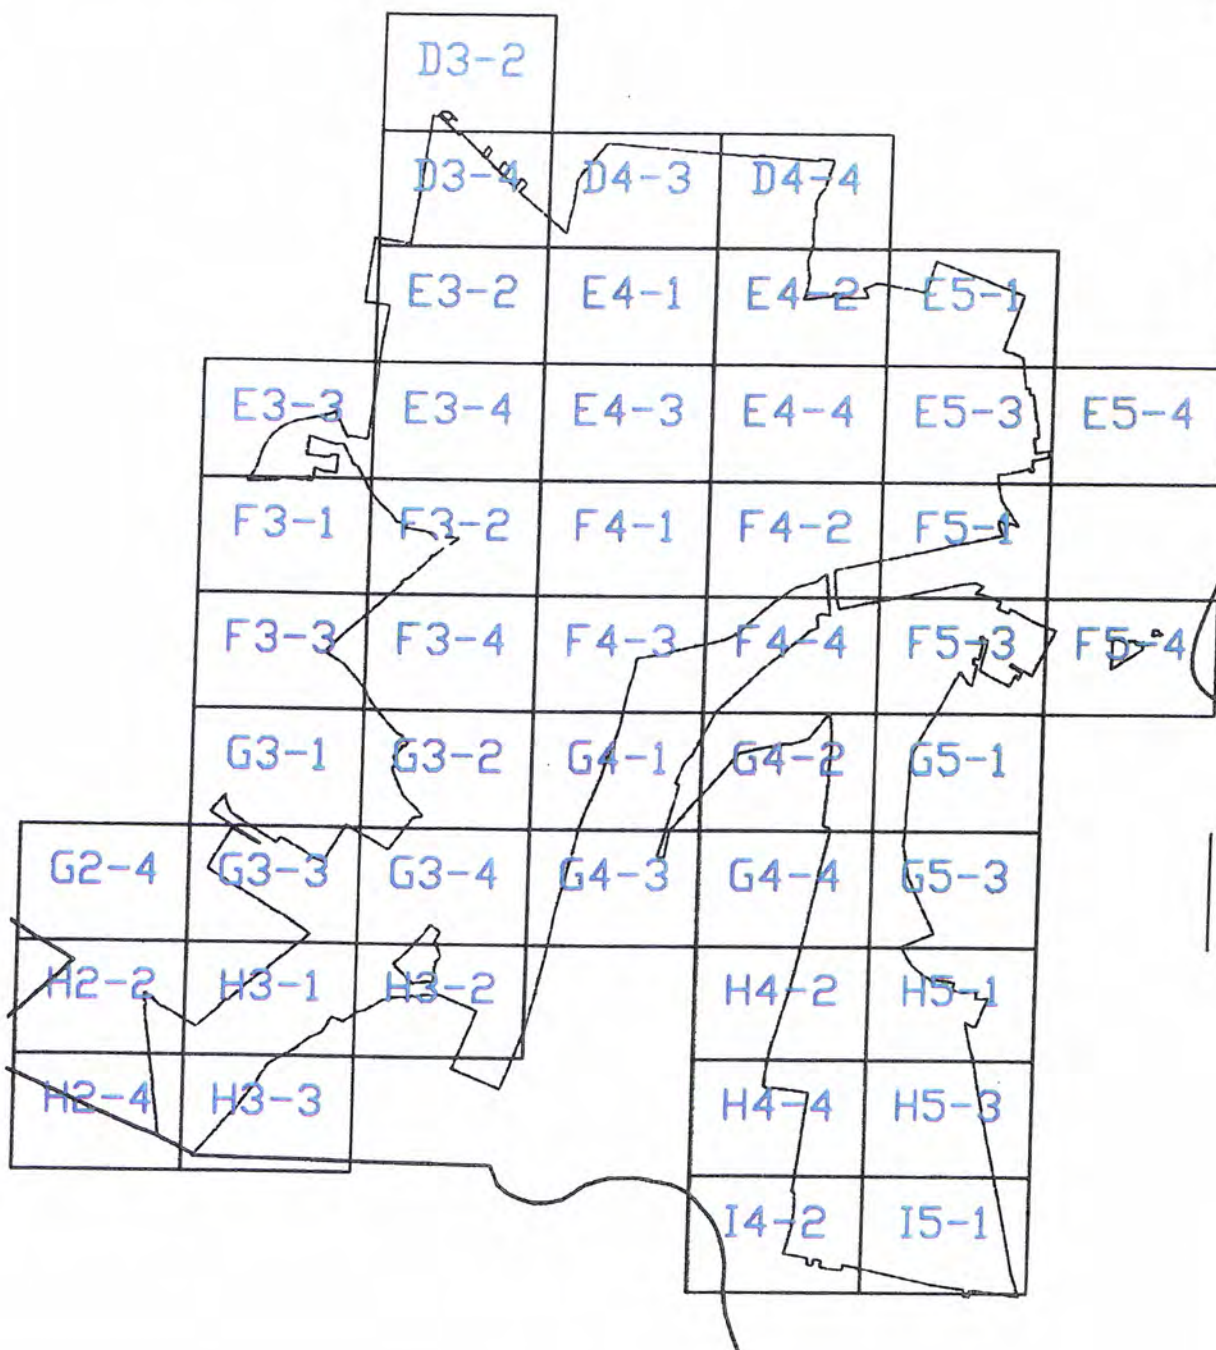 D3-2
D3-4 D4-3 D4-4
E3-2 E4-1 E4-2 E5-1
E3-3 E3-4 E4-3 E4-4 E5-3 E5-4
F3-1 F3-2 F4-1 F4-2 F5-1
F3-3 F3-4 F4-3 F4-4 F5-3 F5-4
G3-1 G3-2 G4-1 G4-2 G5-1
G2-4 G3-3 G3-4 G4-3 G4-4 G5-3
H2-2 H3-1 H3-2 H4-2 H5-1
H2-4 H3-3 H4-4 H5-3
I4-2 I5-1